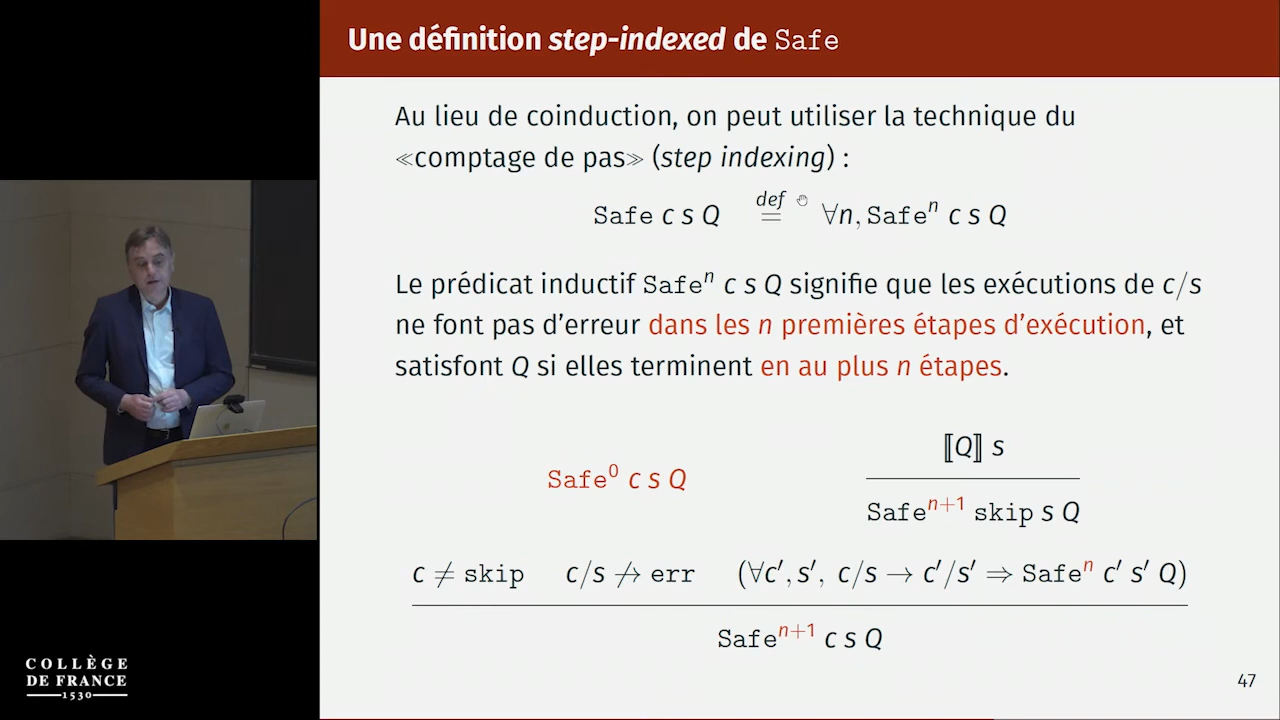 Une définition step-indexed de Safe
Au lieu de coinduction, on peut utiliser la technique du
≪comptage de pas≫ (step indexing) :
Safe c s Q def= ∀n, Safeⁿ c s Q
Le prédicat inductif Safeⁿ c s Q signifie que les exécutions de c/s
ne font pas d’erreur dans les n premières étapes d’exécution, et
satisfont Q si elles terminent en au plus n étapes.
Safe⁰ c s Q
⟦Q⟧ s
Safeⁿ⁺¹ skip s Q
c ≠ skip c/s ↛ err (∀c′, s′, c/s → c′/s′ ⇒ Safeⁿ c′ s′ Q)
Safeⁿ⁺¹ c s Q
COLLÈGE
DE FRANCE
1530
47